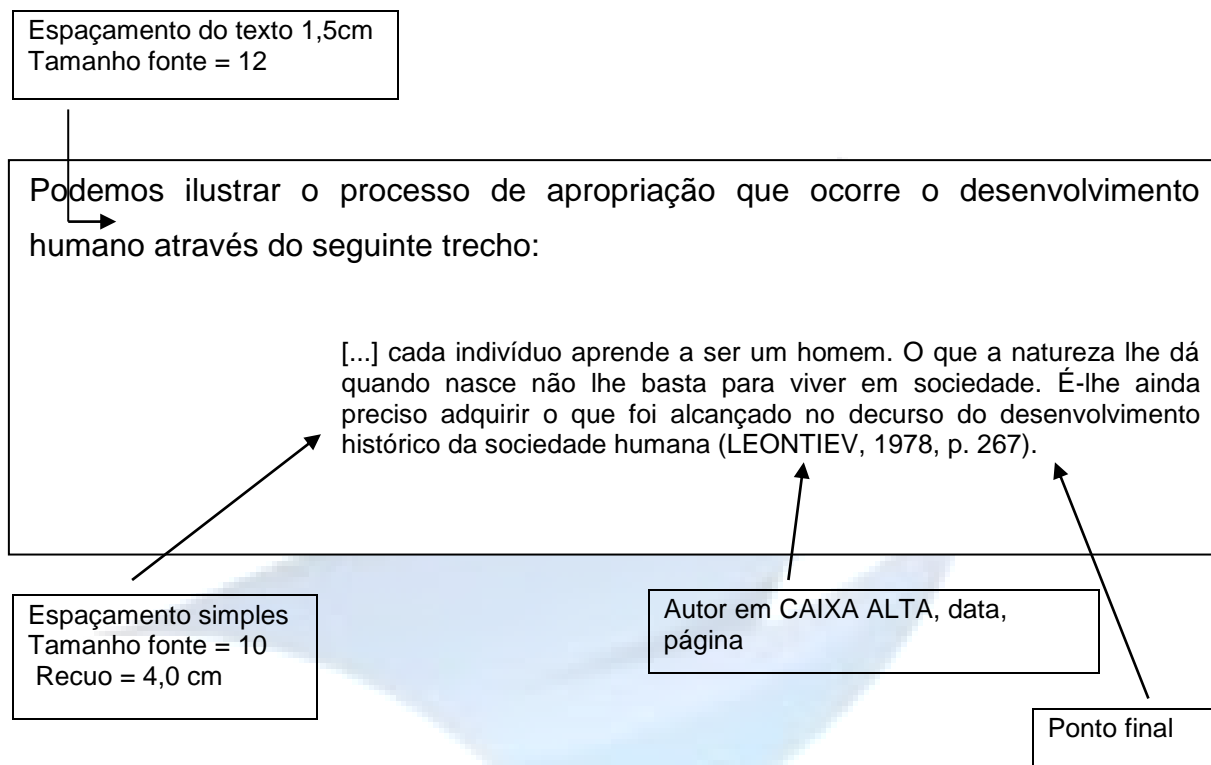 Espaçamento do texto 1,5cm
Tamanho fonte = 12
Podemos ilustrar o processo de apropriação que ocorre o desenvolvimento
humano através do seguinte trecho:
[...] cada indivíduo aprende a ser um homem. O que a natureza lhe dá
quando nasce não lhe basta para viver em sociedade. É-lhe ainda
preciso adquirir o que foi alcançado no decurso do desenvolvimento
histórico da sociedade humana (LEONTIEV, 1978, p. 267).
Espaçamento simples
Tamanho fonte = 10
Recuo = 4,0 cm
Autor em CAIXA ALTA, data,
página
Ponto final